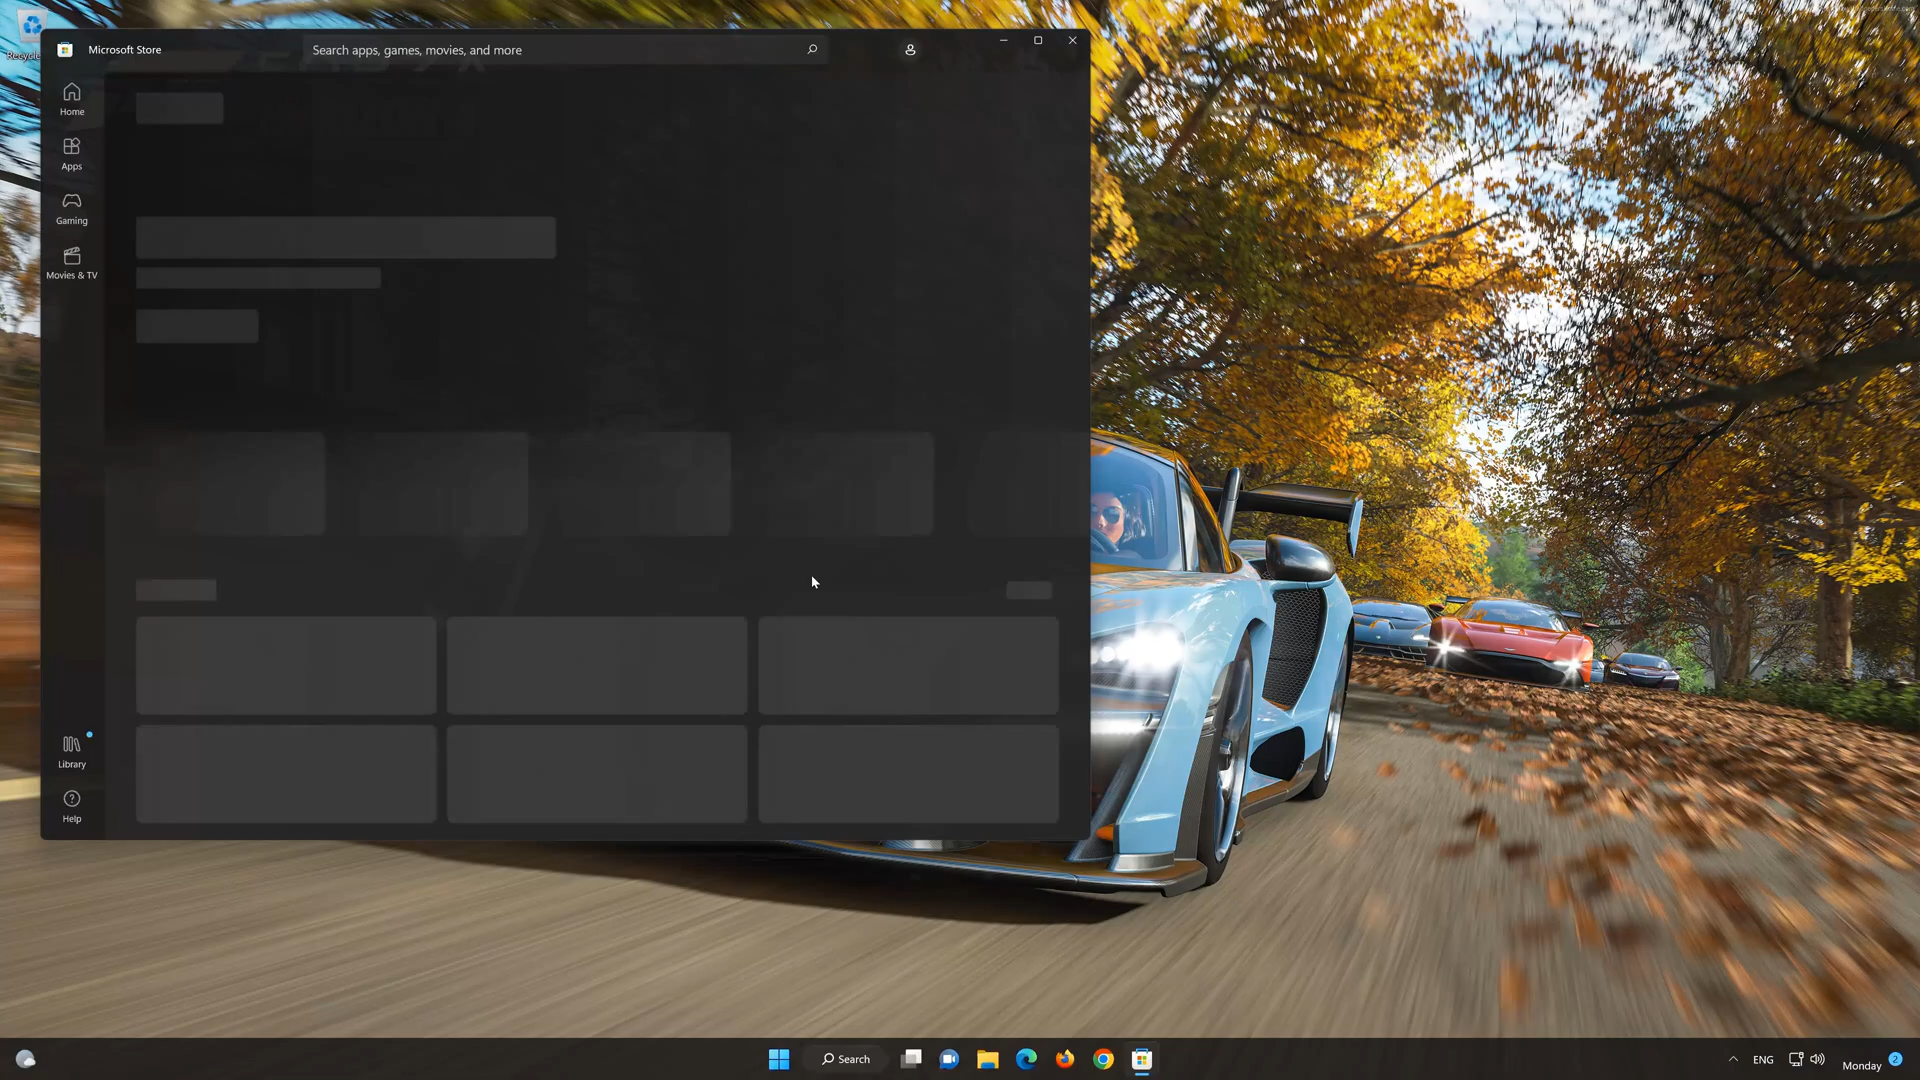 Recycle
Microsoft Store
Search apps, games, movies, and more
Home
Apps
Gaming
Movies & TV
Library
Help
Search
ENG
Monday
2